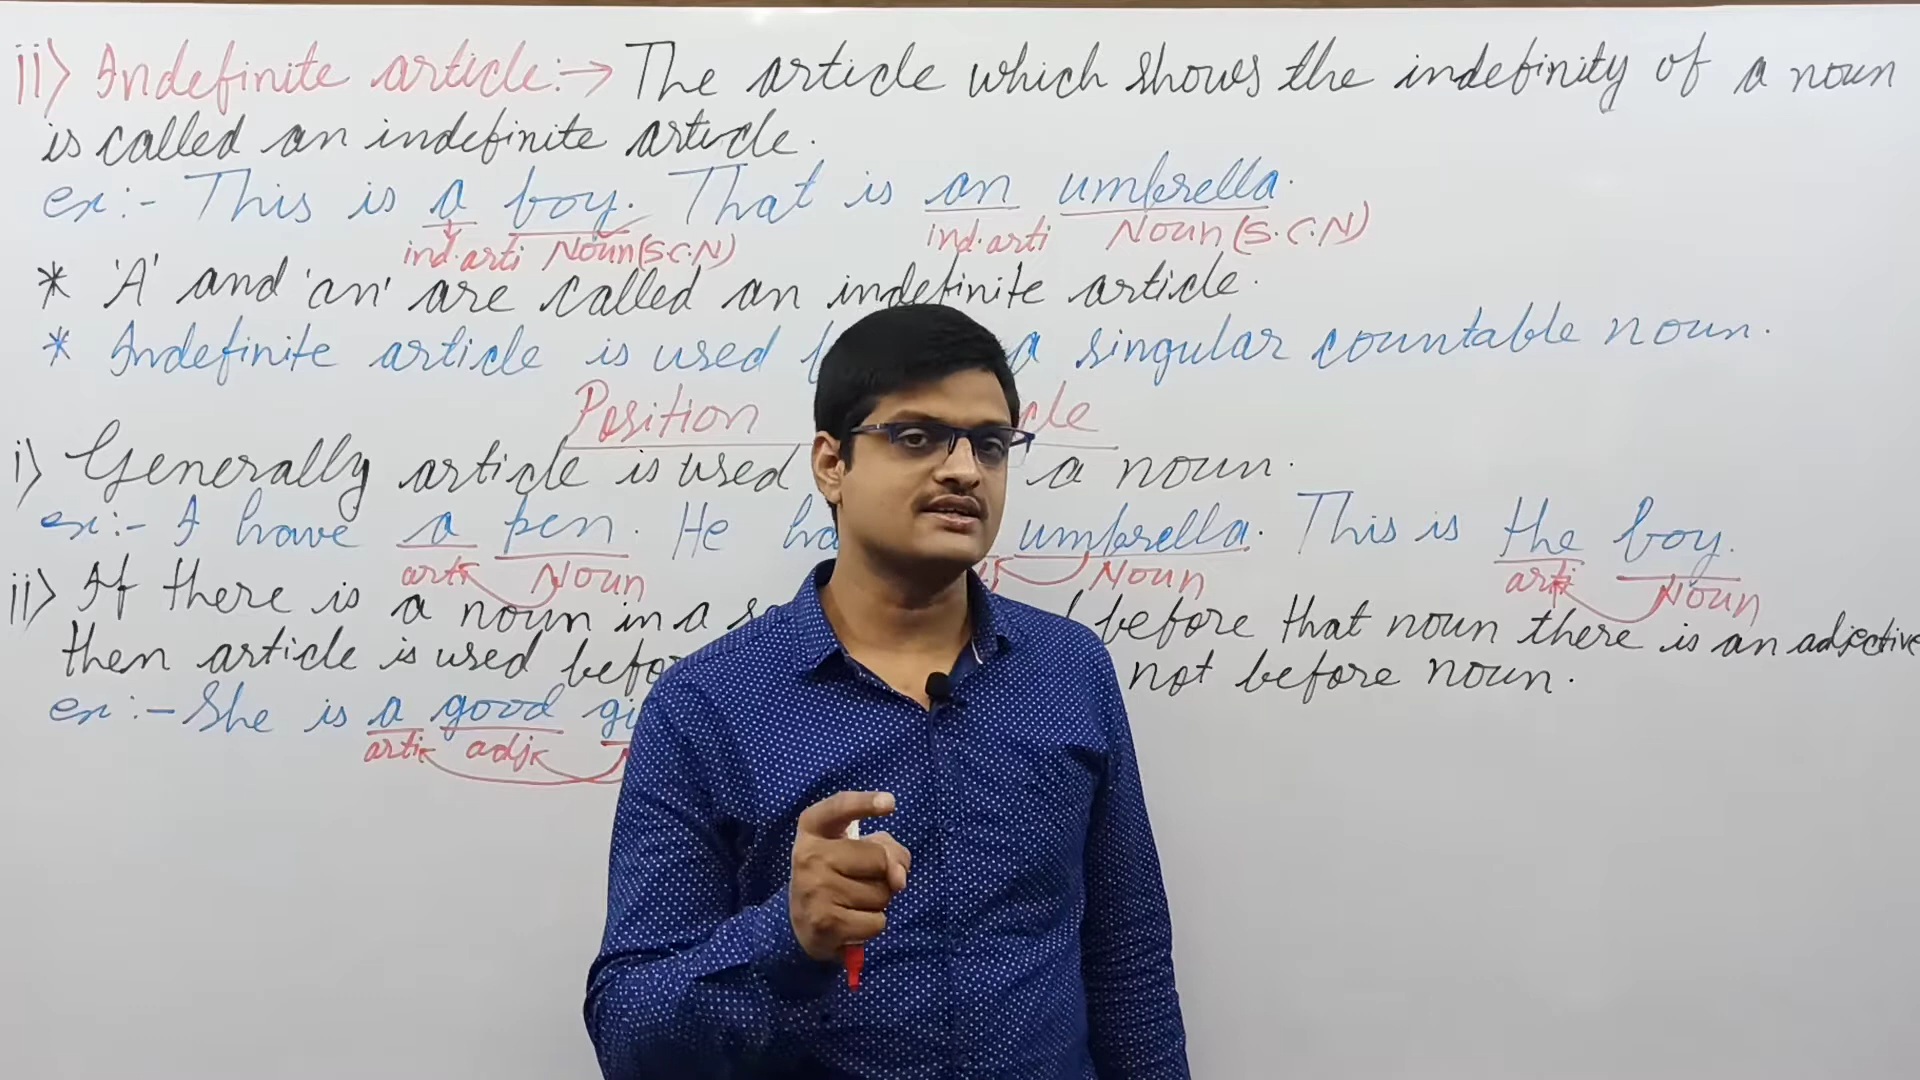 ii) Indefinite article:→ The article which shows the indefinity of a noun
is called an indefinite article.
ex:- This is a boy. That is an umbrella.
ind.arti Noun(S.C.N) ind.arti Noun(S.C.N)
* 'A' and 'an' are called an indefinite article.
* Indefinite article is used a singular countable noun.
Position
i) Generally article is used a noun.
ex:- I have a pen. He umbrella. This is the boy.
arti Noun Noun arti Noun
ii) If there is a noun in a before that noun there is an adjective
then article is used not before noun.
ex:- She is a good
arti adj